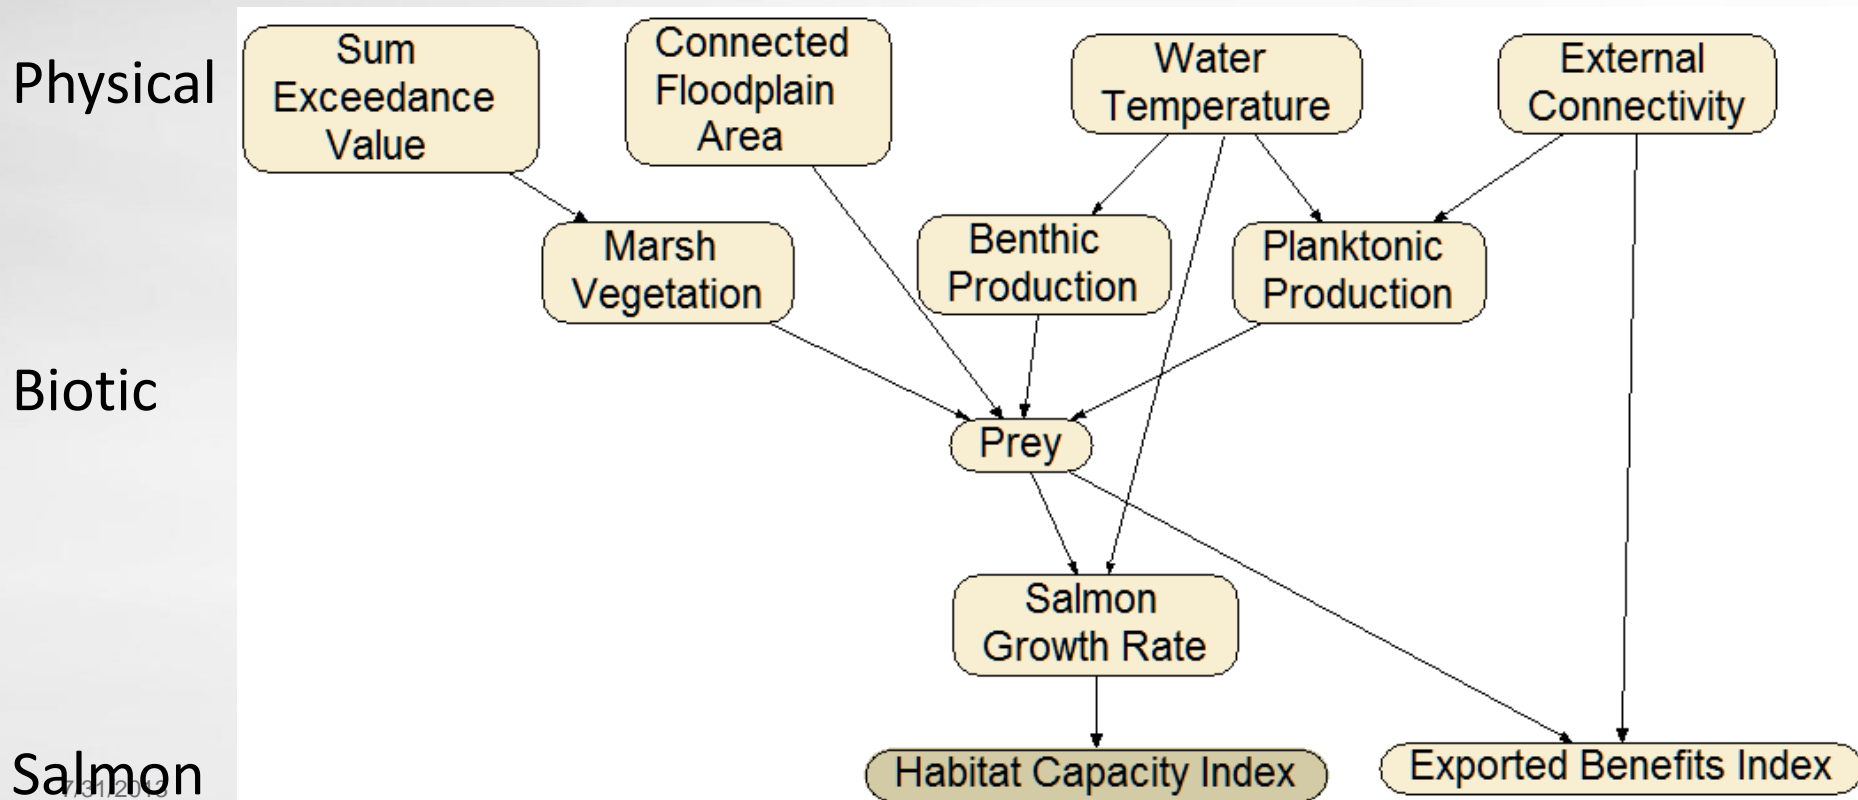 Physical
Sum
Exceedance
Value
Connected
Floodplain
Area
Water
Temperature
External
Connectivity
Marsh
Vegetation
Benthic
Production
Planktonic
Production
Biotic
Prey
Salmon
Growth Rate
Salmon
Habitat Capacity Index
Exported Benefits Index